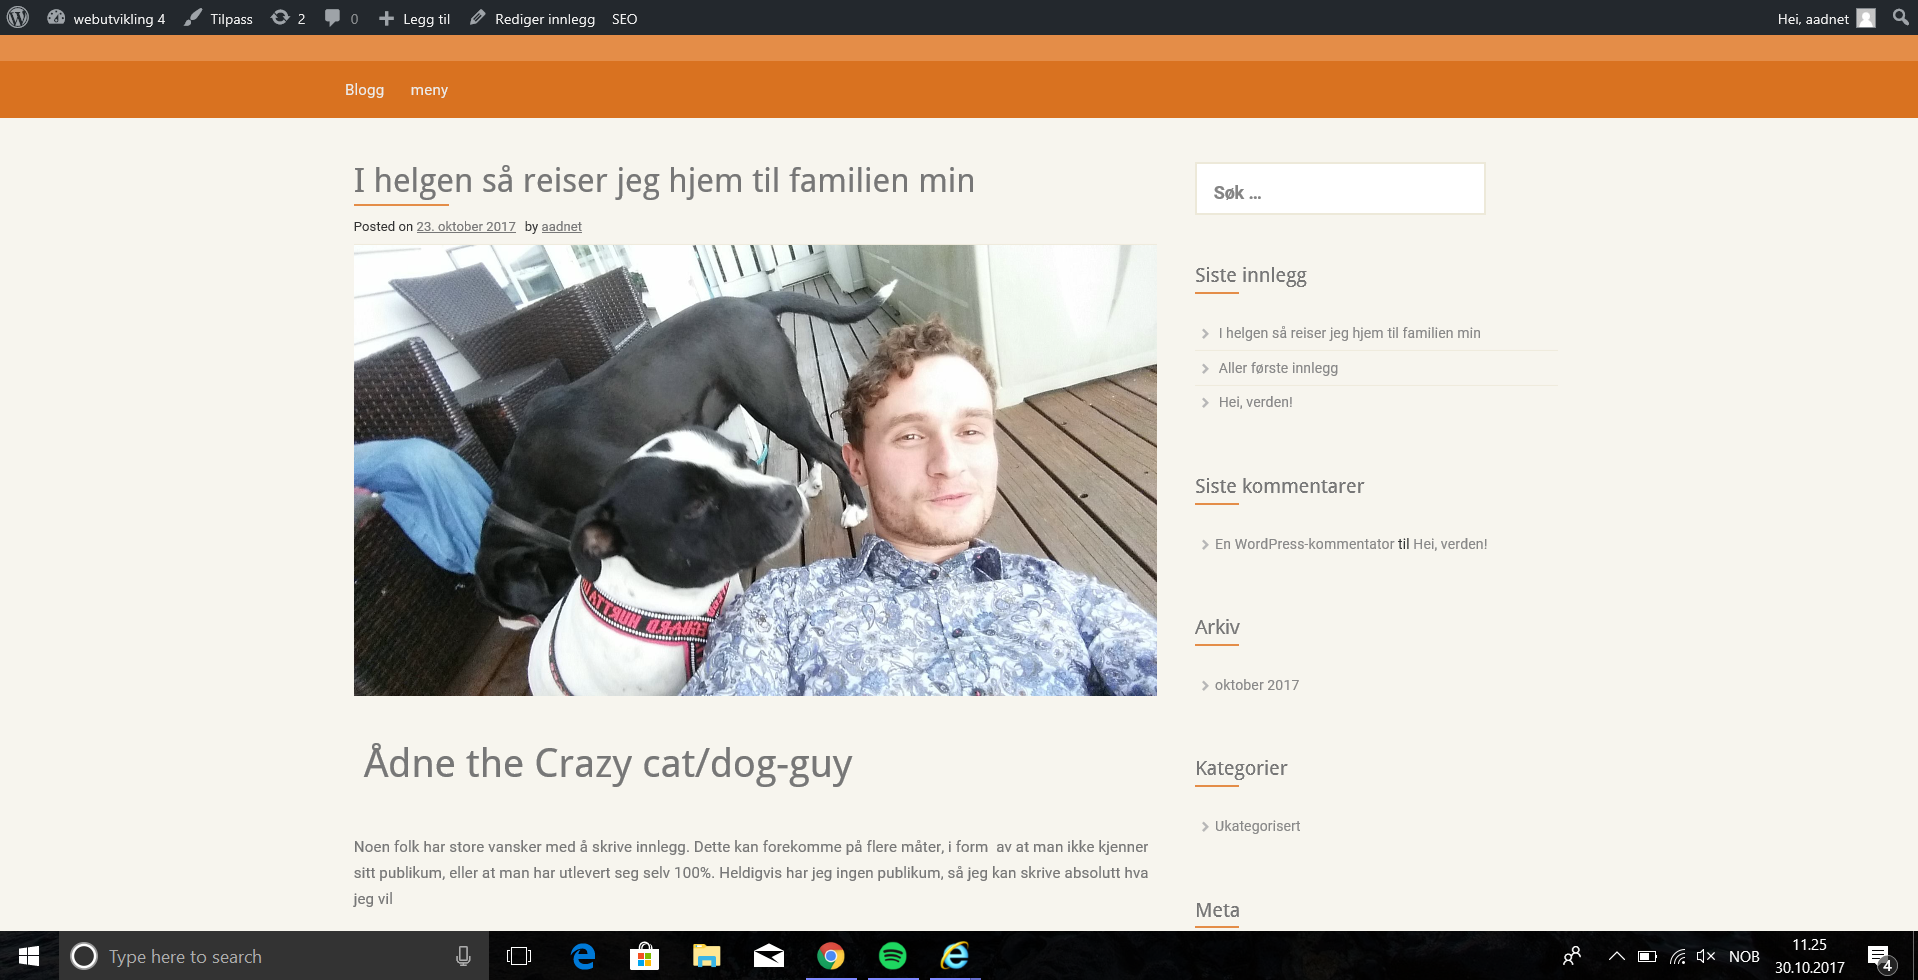 webutvikling 4 Tilpass 2 0 Legg til Rediger innlegg SEO Hei, aadnet
Blogg meny
I helgen så reiser jeg hjem til familien min
Posted on 23. oktober 2017 by aadnet
Ådne the Crazy cat/dog-guy
Noen folk har store vansker med å skrive innlegg. Dette kan forekomme på flere måter, i form av at man ikke kjenner
sitt publikum, eller at man har utlevert seg selv 100%. Heldigvis har jeg ingen publikum, så jeg kan skrive absolutt hva
jeg vil
Søk ...
Siste innlegg
I helgen så reiser jeg hjem til familien min
Aller første innlegg
Hei, verden!
Siste kommentarer
En WordPress-kommentator til Hei, verden!
Arkiv
oktober 2017
Kategorier
Ukategorisert
Meta
Type here to search
NOB
11.25
30.10.2017
4